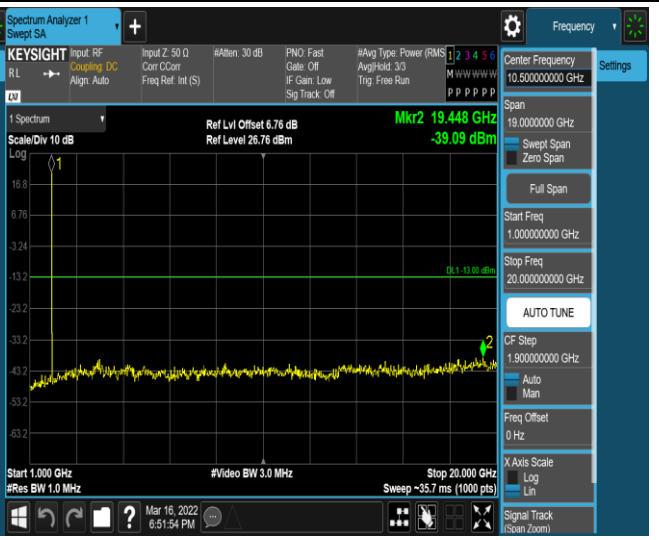 Spectrum Analyzer 1
Swept SA
Frequency
KEYSIGHT
RL
Input: RF
Coupling: DC
Align: Auto
Input Z: 50 Ω
Corr CCorr
Freq Ref: Int (S)
#Atten: 30 dB
PNO: Fast
Gate: Off
IF Gain: Low
Sig Track: Off
#Avg Type: Power (RMS
Avg|Hold: 3/3
Trig: Free Run
1 2 3 4 5 6
M W W W W W
P P P P P P
LXI
1 Spectrum
Ref Lvl Offset 6.76 dB
Mkr2 19.448 GHz
Scale/Div 10 dB
Ref Level 26.76 dBm
-39.09 dBm
Log
1
16.8
6.76
-3.24
-13.2
DL1 -13.00 dBm
-23.2
-33.2
2
-43.2
-53.2
-63.2
Start 1.000 GHz
#Video BW 3.0 MHz
Stop 20.000 GHz
#Res BW 1.0 MHz
Sweep ~35.7 ms (1000 pts)
Mar 16, 2022
6:51:54 PM
?
Center Frequency
10.500000000 GHz
Settings
Span
19.0000000 GHz
Swept Span
Zero Span
Full Span
Start Freq
1.000000000 GHz
Stop Freq
20.000000000 GHz
AUTO TUNE
CF Step
1.900000000 GHz
Auto
Man
Freq Offset
0 Hz
X Axis Scale
Log
Lin
Signal Track
(Span Zoom)